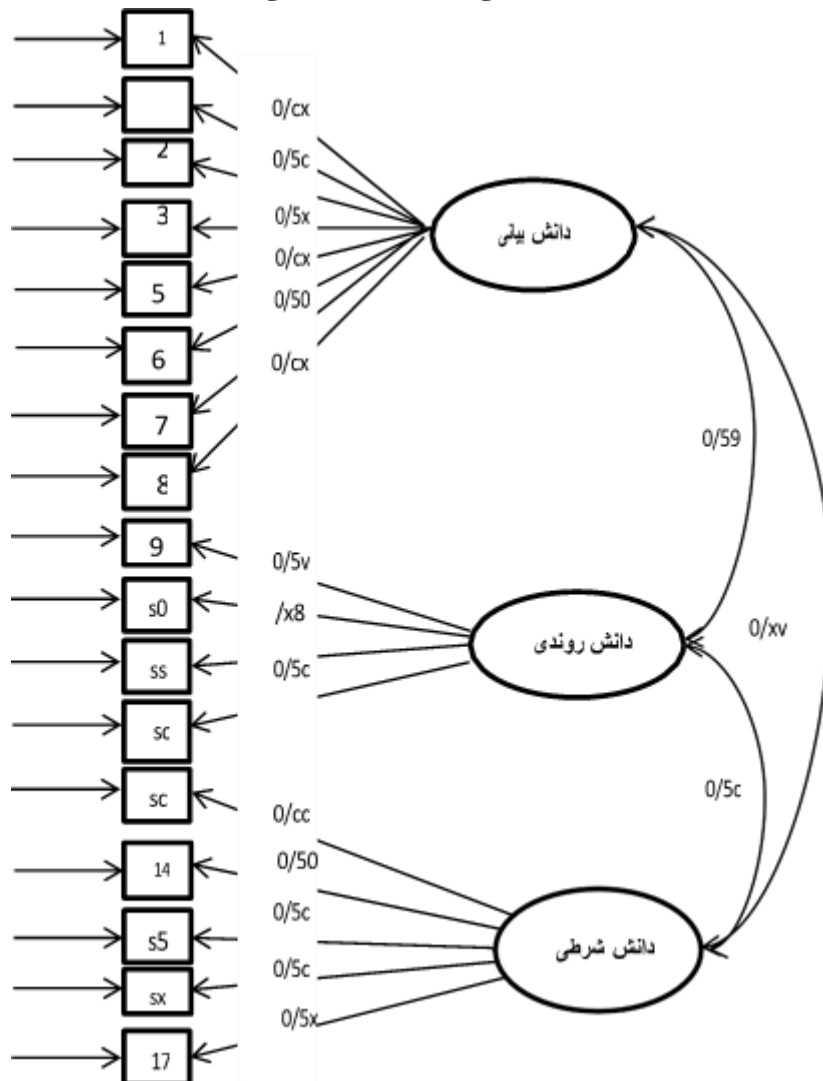 1
2
3
5
6
7
8
9
s0
ss
sc
sc
14
s5
sx
17
0/cx
0/5c
0/5x
0/cx
0/50
0/cx
0/5v
/x8
0/5c
0/cc
0/50
0/5c
0/5c
0/5x
دانش بیانی
دانش روندی
دانش شرطی
0/59
0/xv
0/5c